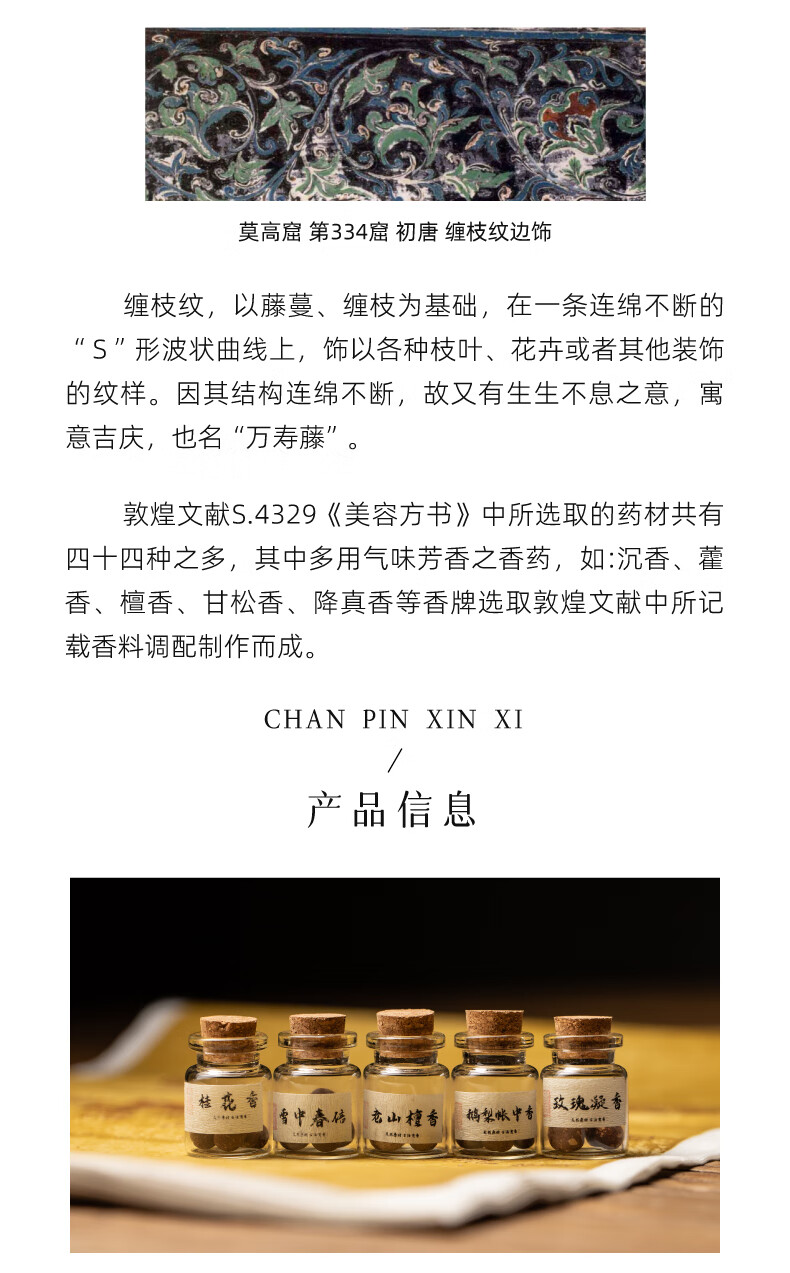 莫高窟 第334窟 初唐 缠枝纹边饰
缠枝纹，以藤蔓、缠枝为基础，在一条连绵不断的
“S”形波状曲线上，饰以各种枝叶、花卉或者其他装饰
的纹样。因其结构连绵不断，故又有生生不息之意，寓
意吉庆，也名“万寿藤”。
敦煌文献S.4329《美容方书》中所选取的药材共有
四十四种之多，其中多用气味芳香之香药，如:沉香、藿
香、檀香、甘松香、降真香等香牌选取敦煌文献中所记
载香料调配制作而成。
CHAN PIN XIN XI
/
产品信息
桂花香
雪中春信
老山檀香
鹅梨帐中香
玫瑰凝香